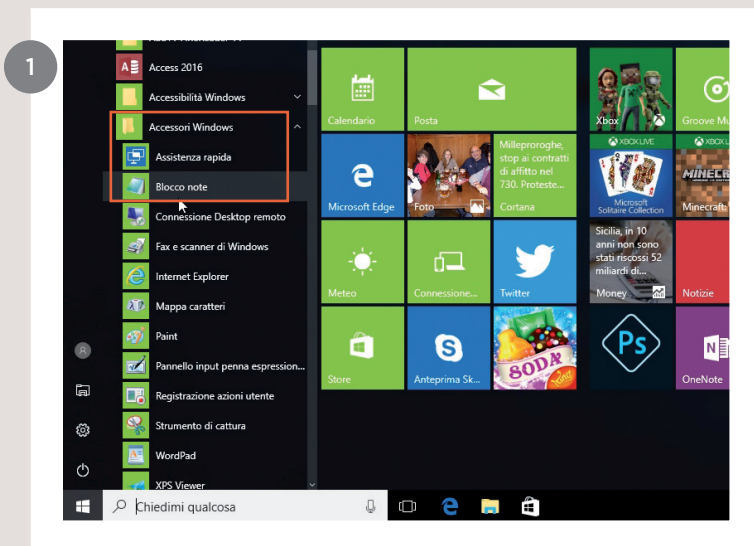 1
Access 2016
Accessibilità Windows
Accessori Windows
Assistenza rapida
Blocco note
Connessione Desktop remoto
Fax e scanner di Windows
Internet Explorer
Mappa caratteri
Paint
Pannello input penna espression...
Registrazione azioni utente
Strumento di cattura
WordPad
XPS Viewer
Chiedimi qualcosa
Calendario
Posta
Microsoft Edge
Foto
Milleproroghe,
stop ai contratti
di affitto nel
730. Proteste...
Cortana
Meteo
Connessione...
Twitter
Store
Anteprima Sk...
SODA
Xbox
Groove Mu
XBOX LIVE
Microsoft
Solitaire Collection
XBOX L
MINECR
Minecraft:
Sicilia, in 10
anni non sono
stati riscossi 52
miliardi di...
Money
Notizie
Ps
N
OneNote